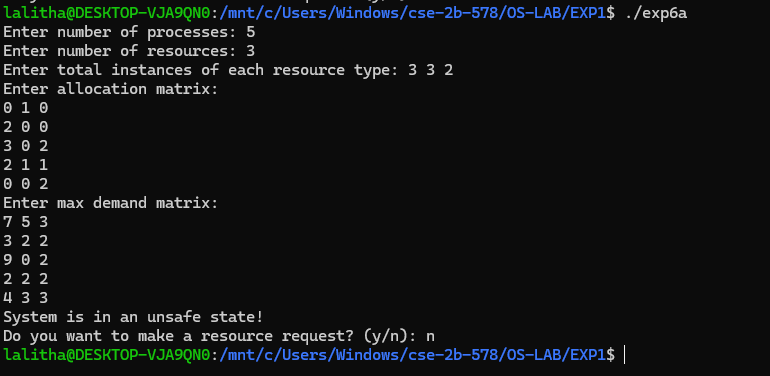 lalitha@DESKTOP-VJA9QN0:/mnt/c/Users/Windows/cse-2b-578/OS-LAB/EXP1$ ./exp6a
Enter number of processes: 5
Enter number of resources: 3
Enter total instances of each resource type: 3 3 2
Enter allocation matrix:
0 1 0
2 0 0
3 0 2
2 1 1
0 0 2
Enter max demand matrix:
7 5 3
3 2 2
9 0 2
2 2 2
4 3 3
System is in an unsafe state!
Do you want to make a resource request? (y/n): n
lalitha@DESKTOP-VJA9QN0:/mnt/c/Users/Windows/cse-2b-578/OS-LAB/EXP1$